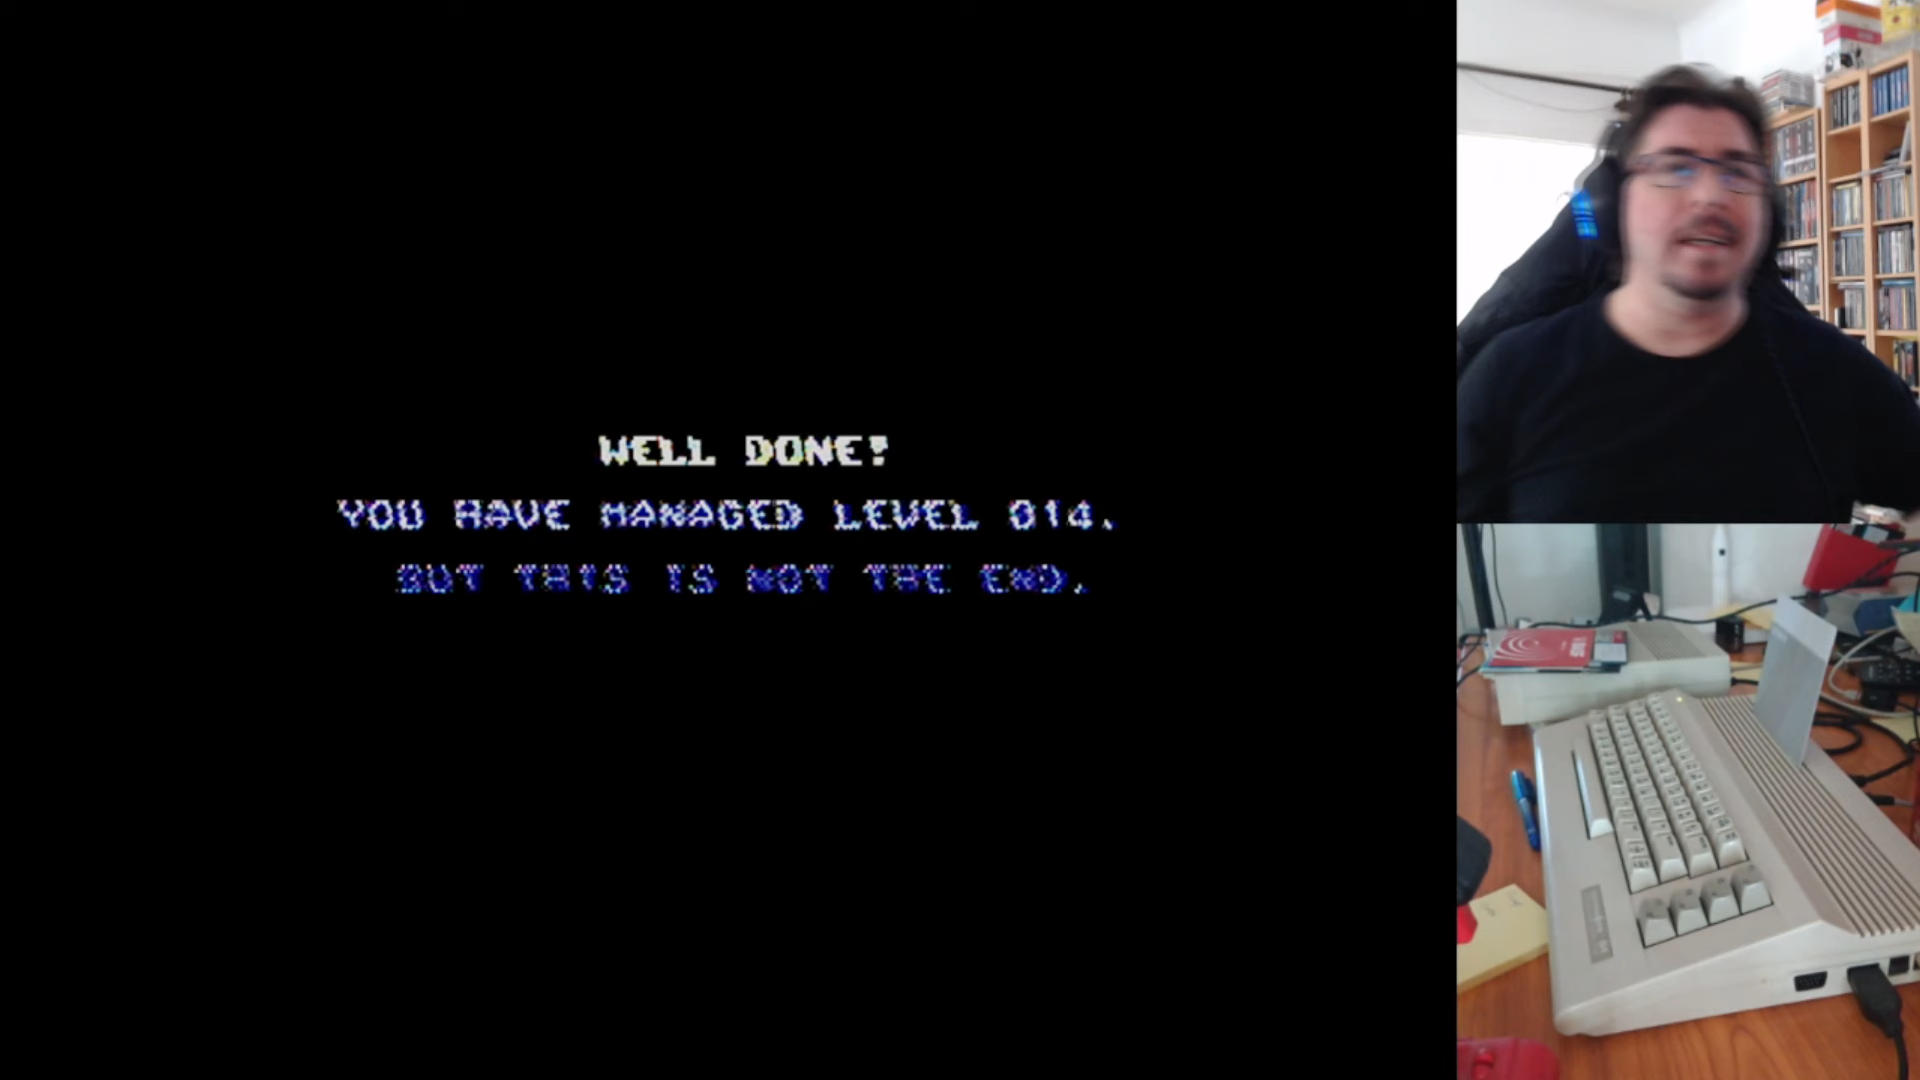 WELL DONE!
YOU HAVE MANAGED LEVEL 014.
BUT THIS IS NOT THE END.